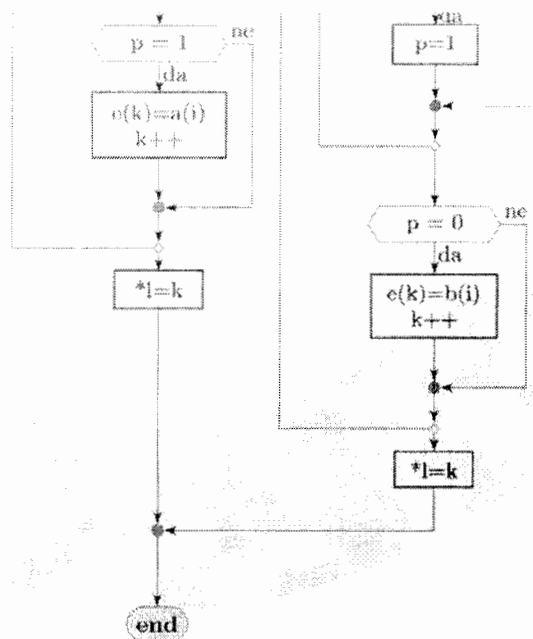 da
p = 1
ne
p=1
da
c(k)=a(i)
k++
p = 0
ne
da
*l=k
c(k)=b(i)
k++
*l=k
end